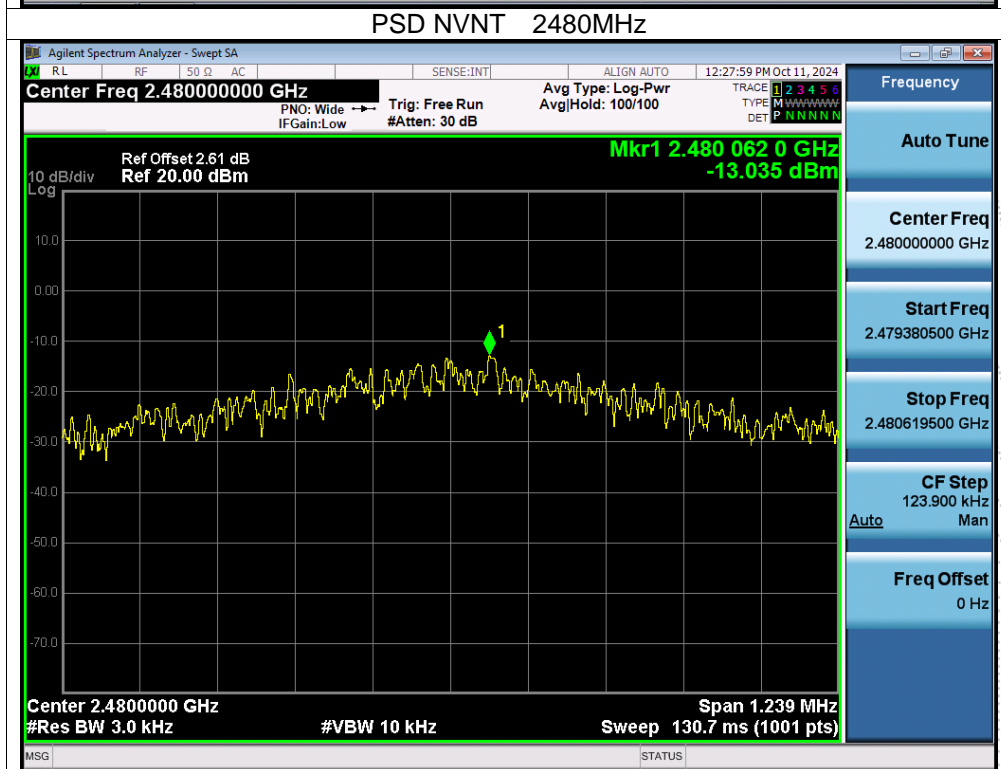 PSD NVNT 2480MHz
Agilent Spectrum Analyzer - Swept SA
LXI RL RF 50 Ω AC SENSE:INT ALIGN AUTO 12:27:59 PM Oct 11, 2024
Center Freq 2.480000000 GHz
PNO: Wide
IFGain:Low
Trig: Free Run
#Atten: 30 dB
Avg Type: Log-Pwr
Avg|Hold: 100/100
TRACE 1 2 3 4 5 6
TYPE M WWWWW
DET P N N N N N
Mkr1 2.480 062 0 GHz
-13.035 dBm
Ref Offset 2.61 dB
10 dB/div Ref 20.00 dBm
Log
10.0
0.00
-10.0
-20.0
-30.0
-40.0
-50.0
-60.0
-70.0
1
Center 2.4800000 GHz Span 1.239 MHz
#Res BW 3.0 kHz #VBW 10 kHz Sweep 130.7 ms (1001 pts)
MSG STATUS
Frequency
Auto Tune
Center Freq
2.480000000 GHz
Start Freq
2.479380500 GHz
Stop Freq
2.480619500 GHz
CF Step
123.900 kHz
Auto Man
Freq Offset
0 Hz